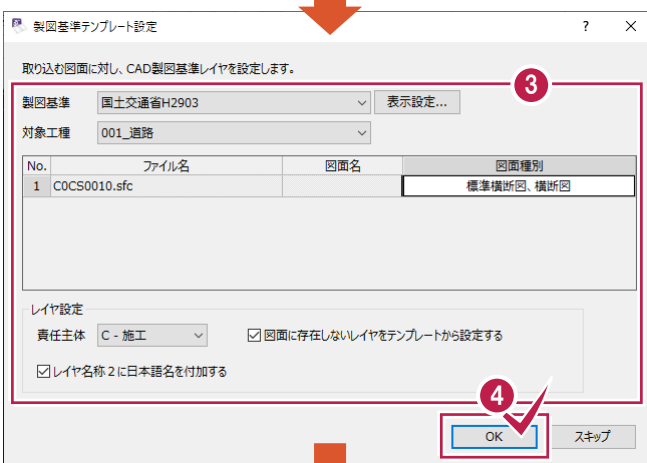 製図基準テンプレート設定 ? ×
取り込む図面に対し、CAD製図基準レイヤを設定します。
3
製図基準 国土交通省H2903 表示設定...
対象工種 001_道路
No. ファイル名 図面名 図面種別
1 C0CS0010.sfc 標準横断図、横断図
レイヤ設定
責任主体 C - 施工 図面に存在しないレイヤをテンプレートから設定する
レイヤ名称2に日本語名を付加する
4
OK スキップ